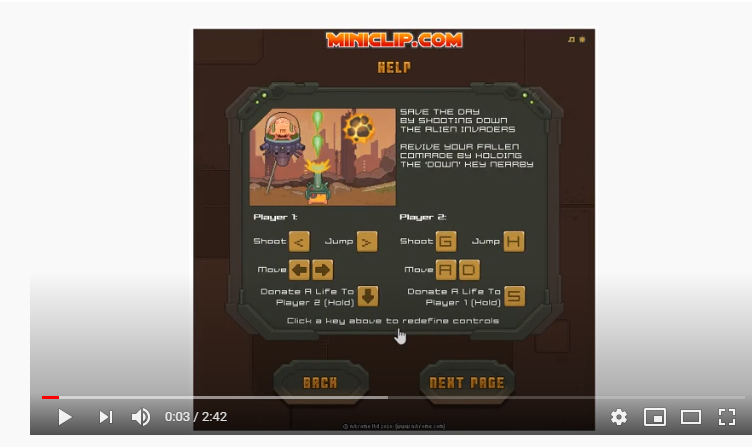 MINICLIP.COM
HELP
SAVE THE DAY
BY SHOOTING DOWN
THE ALIEN INVADERS
REVIVE YOUR FALLEN
COMRADE BY HOLDING
THE 'DOWN' KEY NEARBY
Player 1:
Shoot < Jump >
Move
Donate A Life To
Player 2 (Hold)
Player 2:
Shoot G Jump H
Move A D
Donate A Life To
Player 1 (Hold) S
Click a key above to redefine controls
BACK
NEXT PAGE
0:03 / 2:42